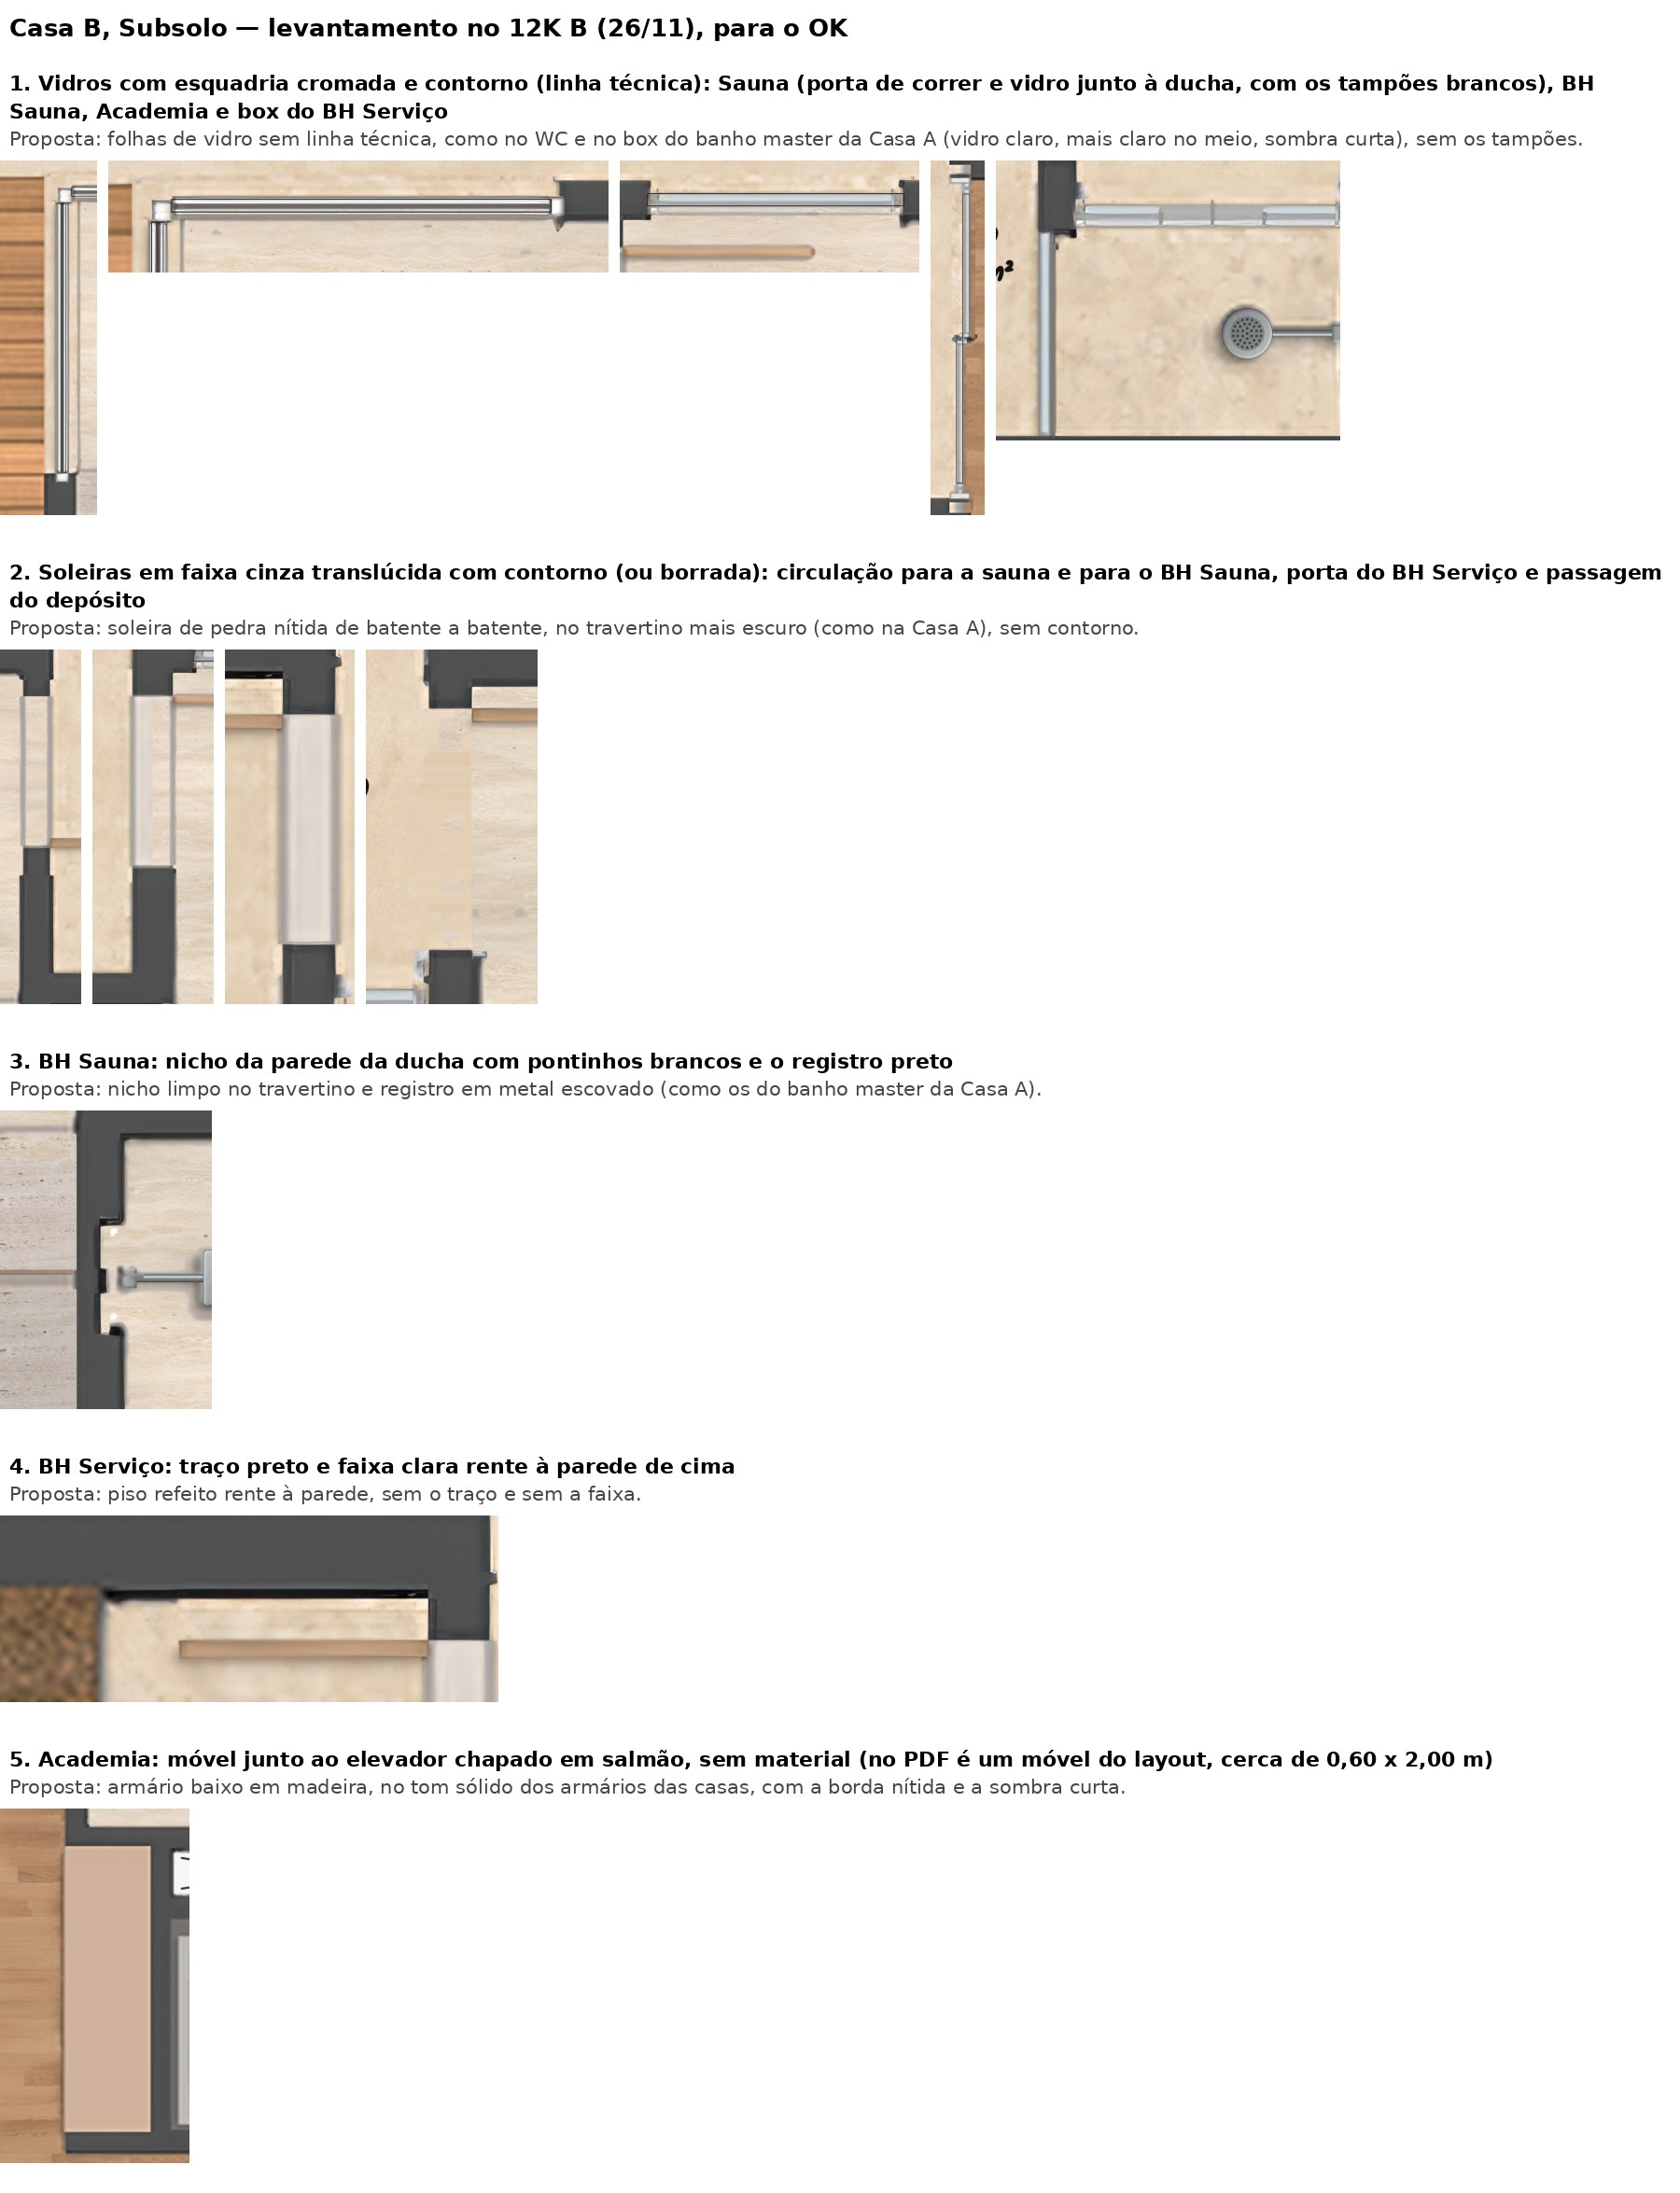 Casa B, Subsolo — levantamento no 12K B (26/11), para o OK
1. Vidros com esquadria cromada e contorno (linha técnica): Sauna (porta de correr e vidro junto à ducha, com os tampões brancos), BH
Sauna, Academia e box do BH Serviço
Proposta: folhas de vidro sem linha técnica, como no WC e no box do banho master da Casa A (vidro claro, mais claro no meio, sombra curta), sem os tampões.
m²
2. Soleiras em faixa cinza translúcida com contorno (ou borrada): circulação para a sauna e para o BH Sauna, porta do BH Serviço e passagem
do depósito
Proposta: soleira de pedra nítida de batente a batente, no travertino mais escuro (como na Casa A), sem contorno.
3. BH Sauna: nicho da parede da ducha com pontinhos brancos e o registro preto
Proposta: nicho limpo no travertino e registro em metal escovado (como os do banho master da Casa A).
4. BH Serviço: traço preto e faixa clara rente à parede de cima
Proposta: piso refeito rente à parede, sem o traço e sem a faixa.
5. Academia: móvel junto ao elevador chapado em salmão, sem material (no PDF é um móvel do layout, cerca de 0,60 x 2,00 m)
Proposta: armário baixo em madeira, no tom sólido dos armários das casas, com a borda nítida e a sombra curta.